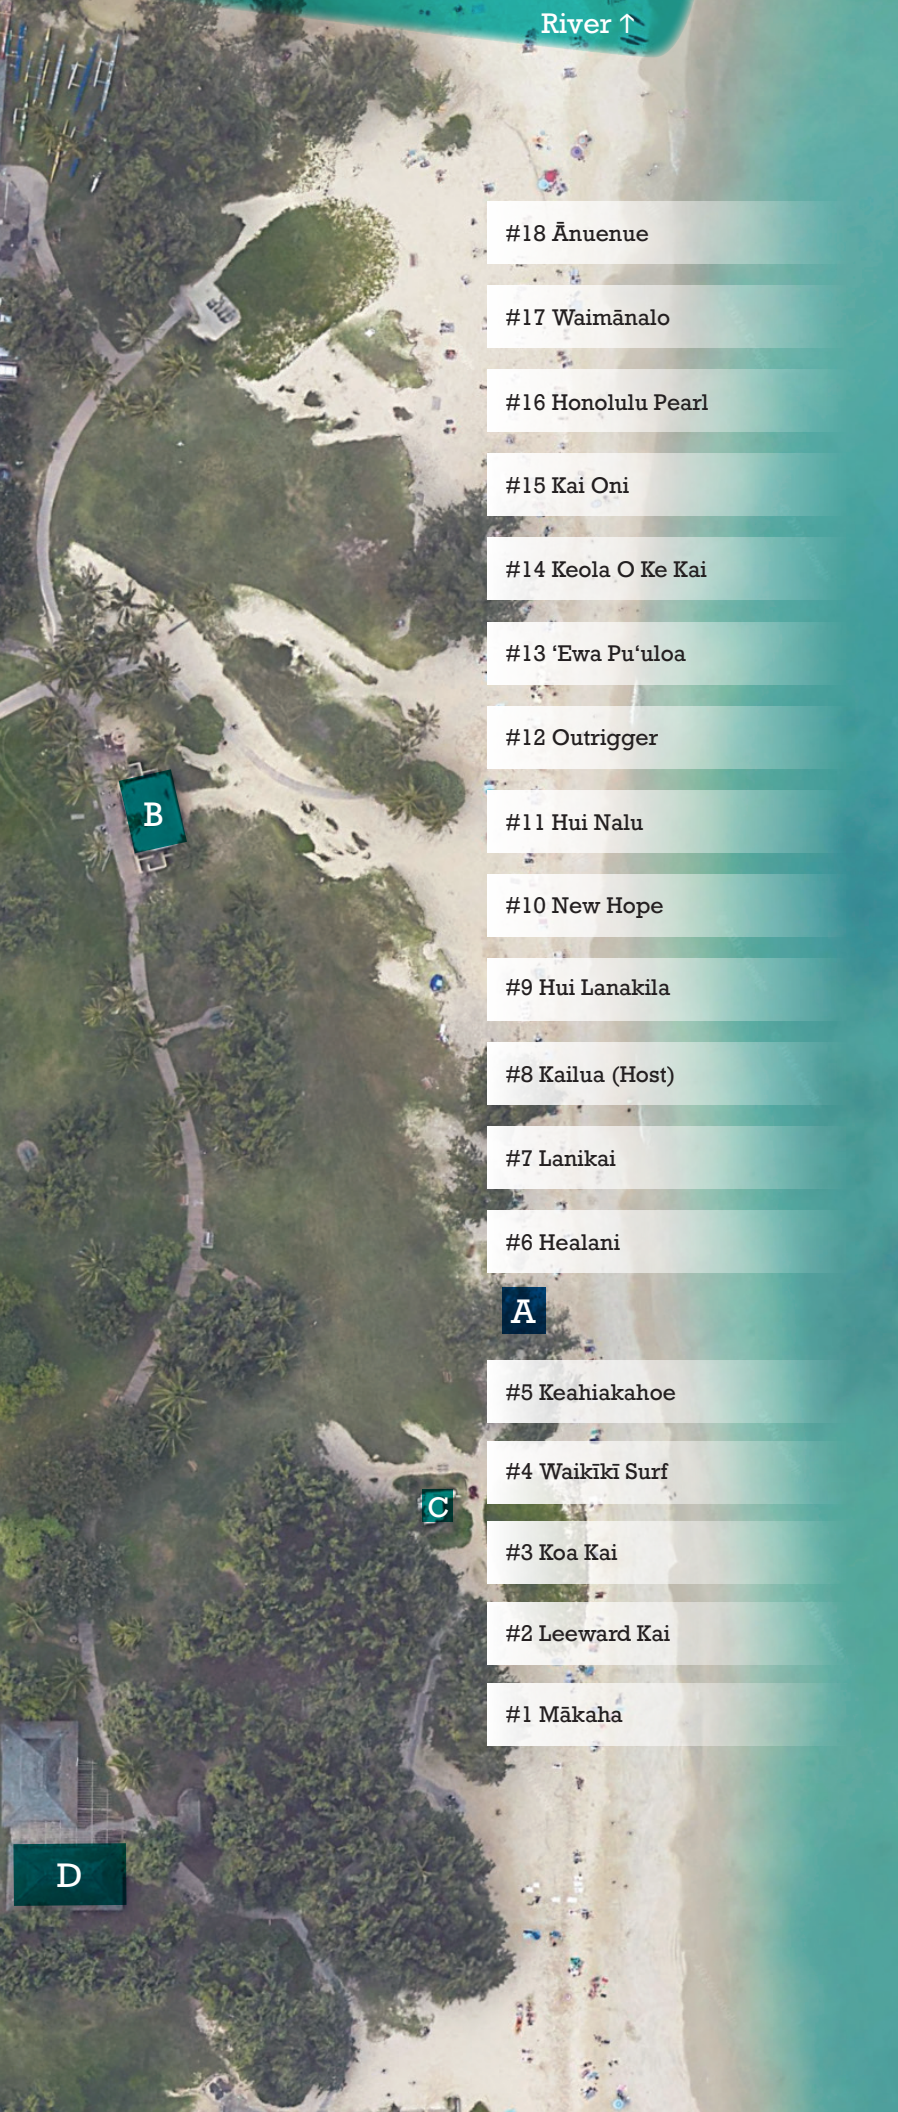 River ↑
#18 Ānuenue
#17 Waimānalo
#16 Honolulu Pearl
#15 Kai Oni
#14 Keola O Ke Kai
#13 ʻEwa Puʻuloa
#12 Outrigger
#11 Hui Nalu
B
#10 New Hope
#9 Hui Lanakila
#8 Kailua (Host)
#7 Lanikai
#6 Healani
A
#5 Keahiakahoe
#4 Waikīkī Surf
C
#3 Koa Kai
#2 Leeward Kai
#1 Mākaha
D